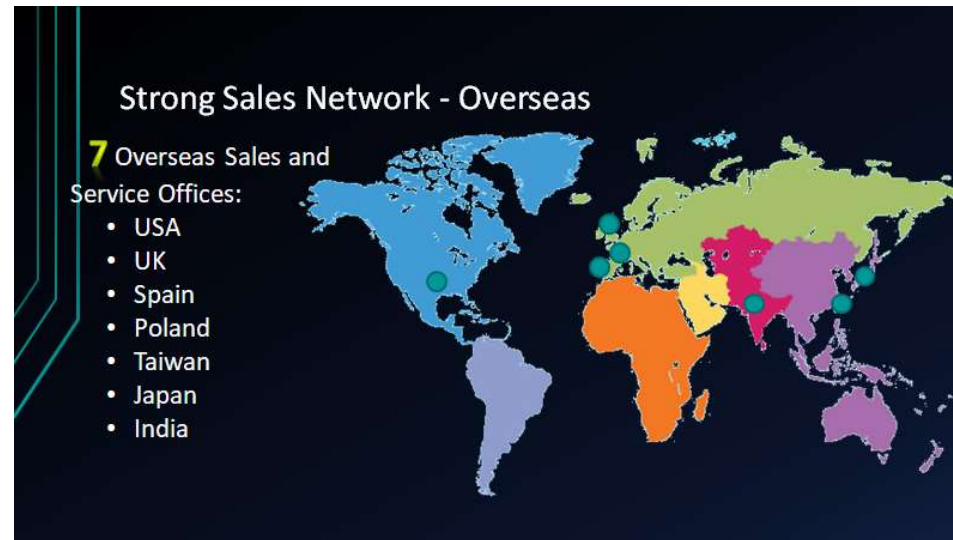 Strong Sales Network - Overseas
7 Overseas Sales and
Service Offices:
• USA
• UK
• Spain
• Poland
• Taiwan
• Japan
• India